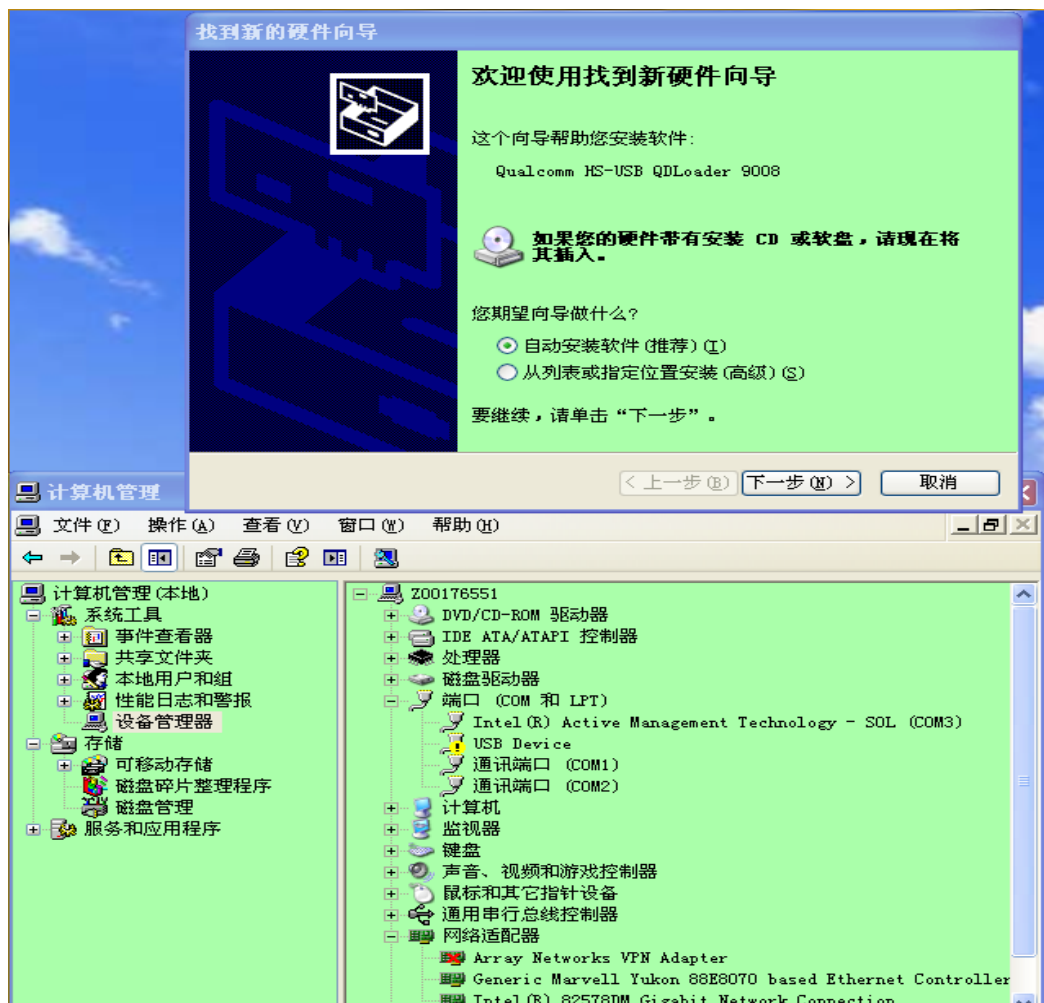 找到新的硬件向导
欢迎使用找到新硬件向导
这个向导帮助您安装软件:
Qualcomm HS-USB QDLoader 9008
如果您的硬件带有安装 CD 或软盘，请现在将
其插入。
您期望向导做什么?
自动安装软件(推荐)(I)
从列表或指定位置安装(高级)(S)
要继续，请单击“下一步”。
< 上一步(B) 下一步(N) > 取消
计算机管理
文件(F) 操作(A) 查看(V) 窗口(W) 帮助(H)
计算机管理(本地)
系统工具
事件查看器
共享文件夹
本地用户和组
性能日志和警报
设备管理器
存储
可移动存储
磁盘碎片整理程序
磁盘管理
服务和应用程序
Z00176551
DVD/CD-ROM 驱动器
IDE ATA/ATAPI 控制器
处理器
磁盘驱动器
端口 (COM 和 LPT)
Intel(R) Active Management Technology - SOL (COM3)
USB Device
通讯端口 (COM1)
通讯端口 (COM2)
计算机
监视器
键盘
声音、视频和游戏控制器
鼠标和其它指针设备
通用串行总线控制器
网络适配器
Array Networks VPN Adapter
Generic Marvell Yukon 88E8070 based Ethernet Controller
Intel(R) 82578DM Gigabit Network Connection